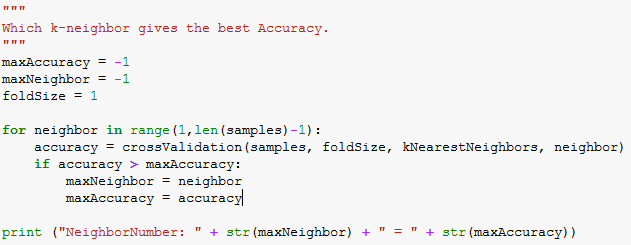 """
Which k-neighbor gives the best Accuracy.
"""
maxAccuracy = -1
maxNeighbor = -1
foldSize = 1
for neighbor in range(1,len(samples)-1):
    accuracy = crossValidation(samples, foldSize, kNearestNeighbors, neighbor)
    if accuracy > maxAccuracy:
        maxNeighbor = neighbor
        maxAccuracy = accuracy
print ("NeighborNumber: " + str(maxNeighbor) + " = " + str(maxAccuracy))